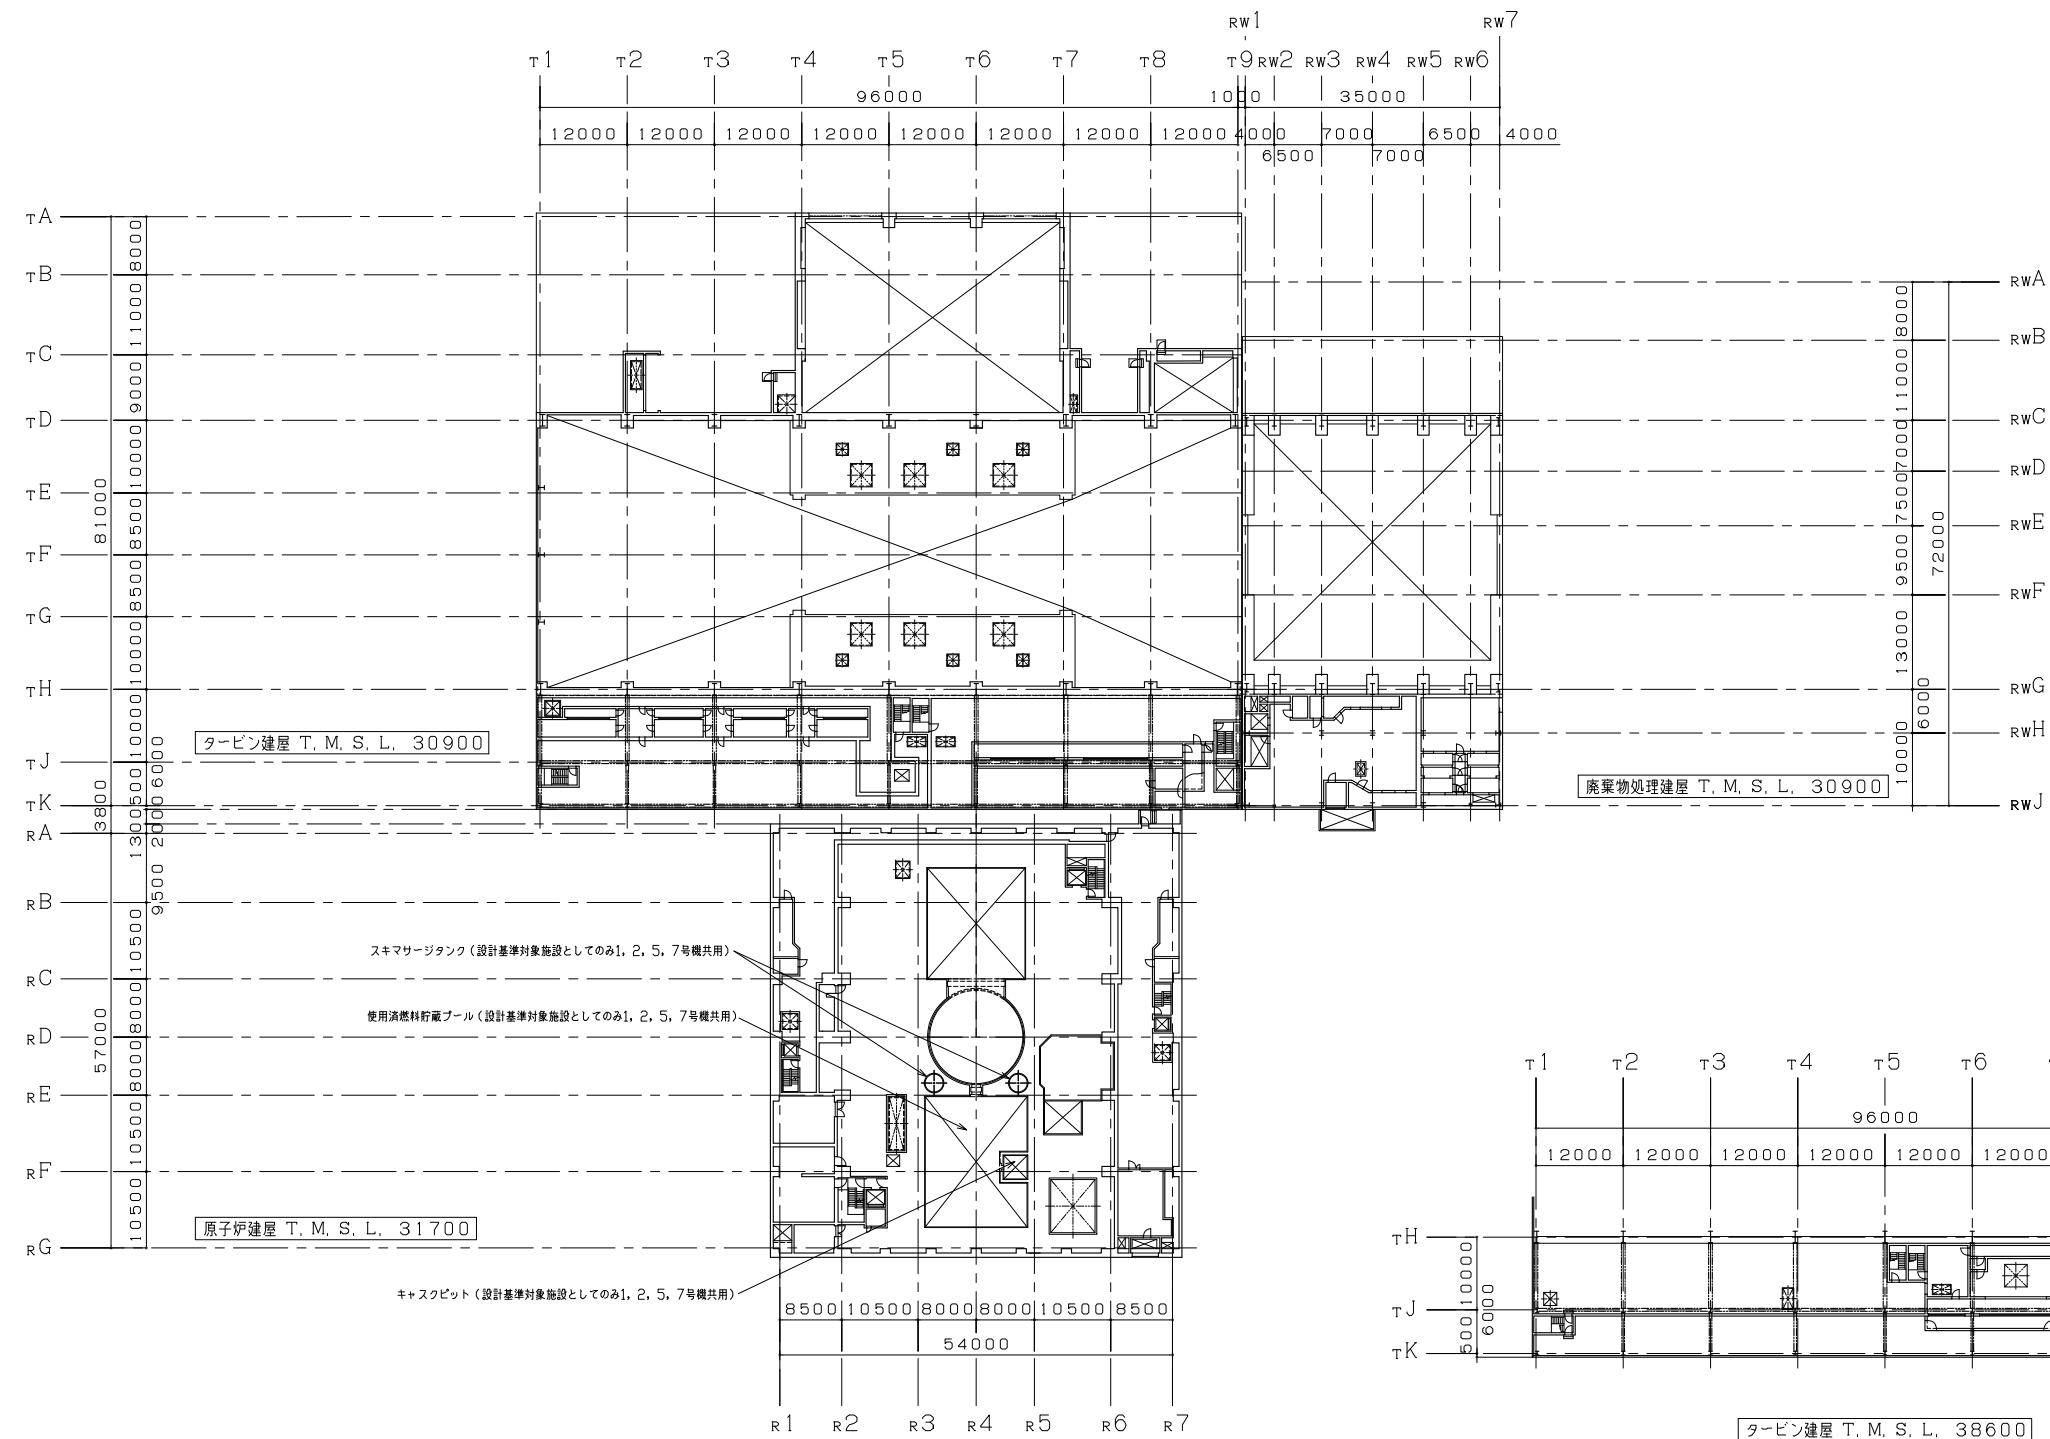 RW1 RW7
T1 T2 T3 T4 T5 T6 T7 T8 T9 RW2 RW3 RW4 RW5 RW6
96000 1000 35000
12000 12000 12000 12000 12000 12000 12000 12000 4000 7000 6500 4000
6500 7000
TA
TB
TC
TD
TE
TF
TG
TH
TJ
TK
RA
RB
RC
RD
RE
RF
RG
8000
11000
9000
10000
8500
8500
10000
10000
6000
500
1300
2000
9500
10500
8000
8000
10500
10500
81000
3800
57000
RWA
RWB
RWC
RWD
RWE
RWF
RWG
RWH
RWJ
8000
11000
7000
7500
9500
13000
6000
10000
72000
タービン建屋 T.M.S.L. 30900
廃棄物処理建屋 T.M.S.L. 30900
スキマサージタンク(設計基準対象施設としてのみ1,2,5,7号機共用)
使用済燃料貯蔵プール(設計基準対象施設としてのみ1,2,5,7号機共用)
原子炉建屋 T.M.S.L. 31700
キャスクピット(設計基準対象施設としてのみ1,2,5,7号機共用)
8500 10500 8000 8000 10500 8500
54000
R1 R2 R3 R4 R5 R6 R7
T1 T2 T3 T4 T5 T6
96000
12000 12000 12000 12000 12000 12000
TH
TJ
TK
10000
6000
500
タービン建屋 T.M.S.L. 38600